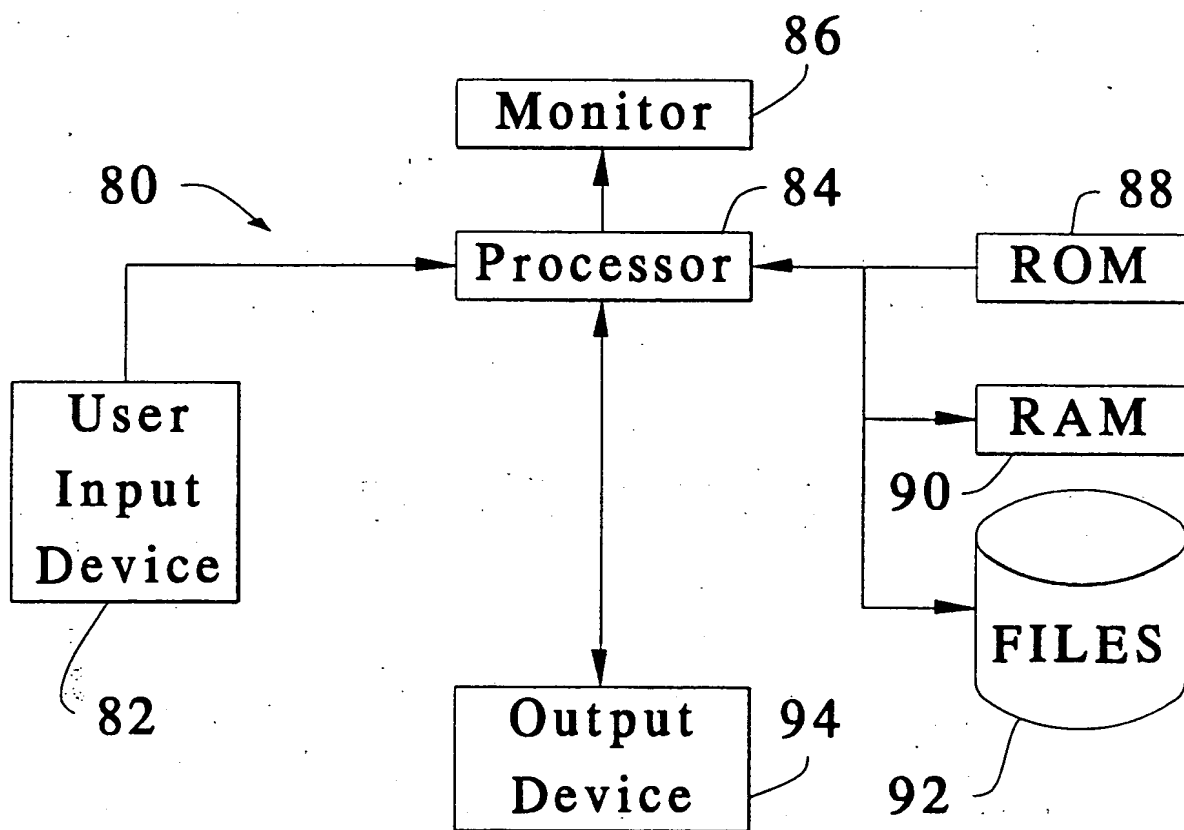 86
Monitor
80
84
88
Processor
ROM
User
Input
Device
RAM
90
FILES
82
Output
Device
94
92